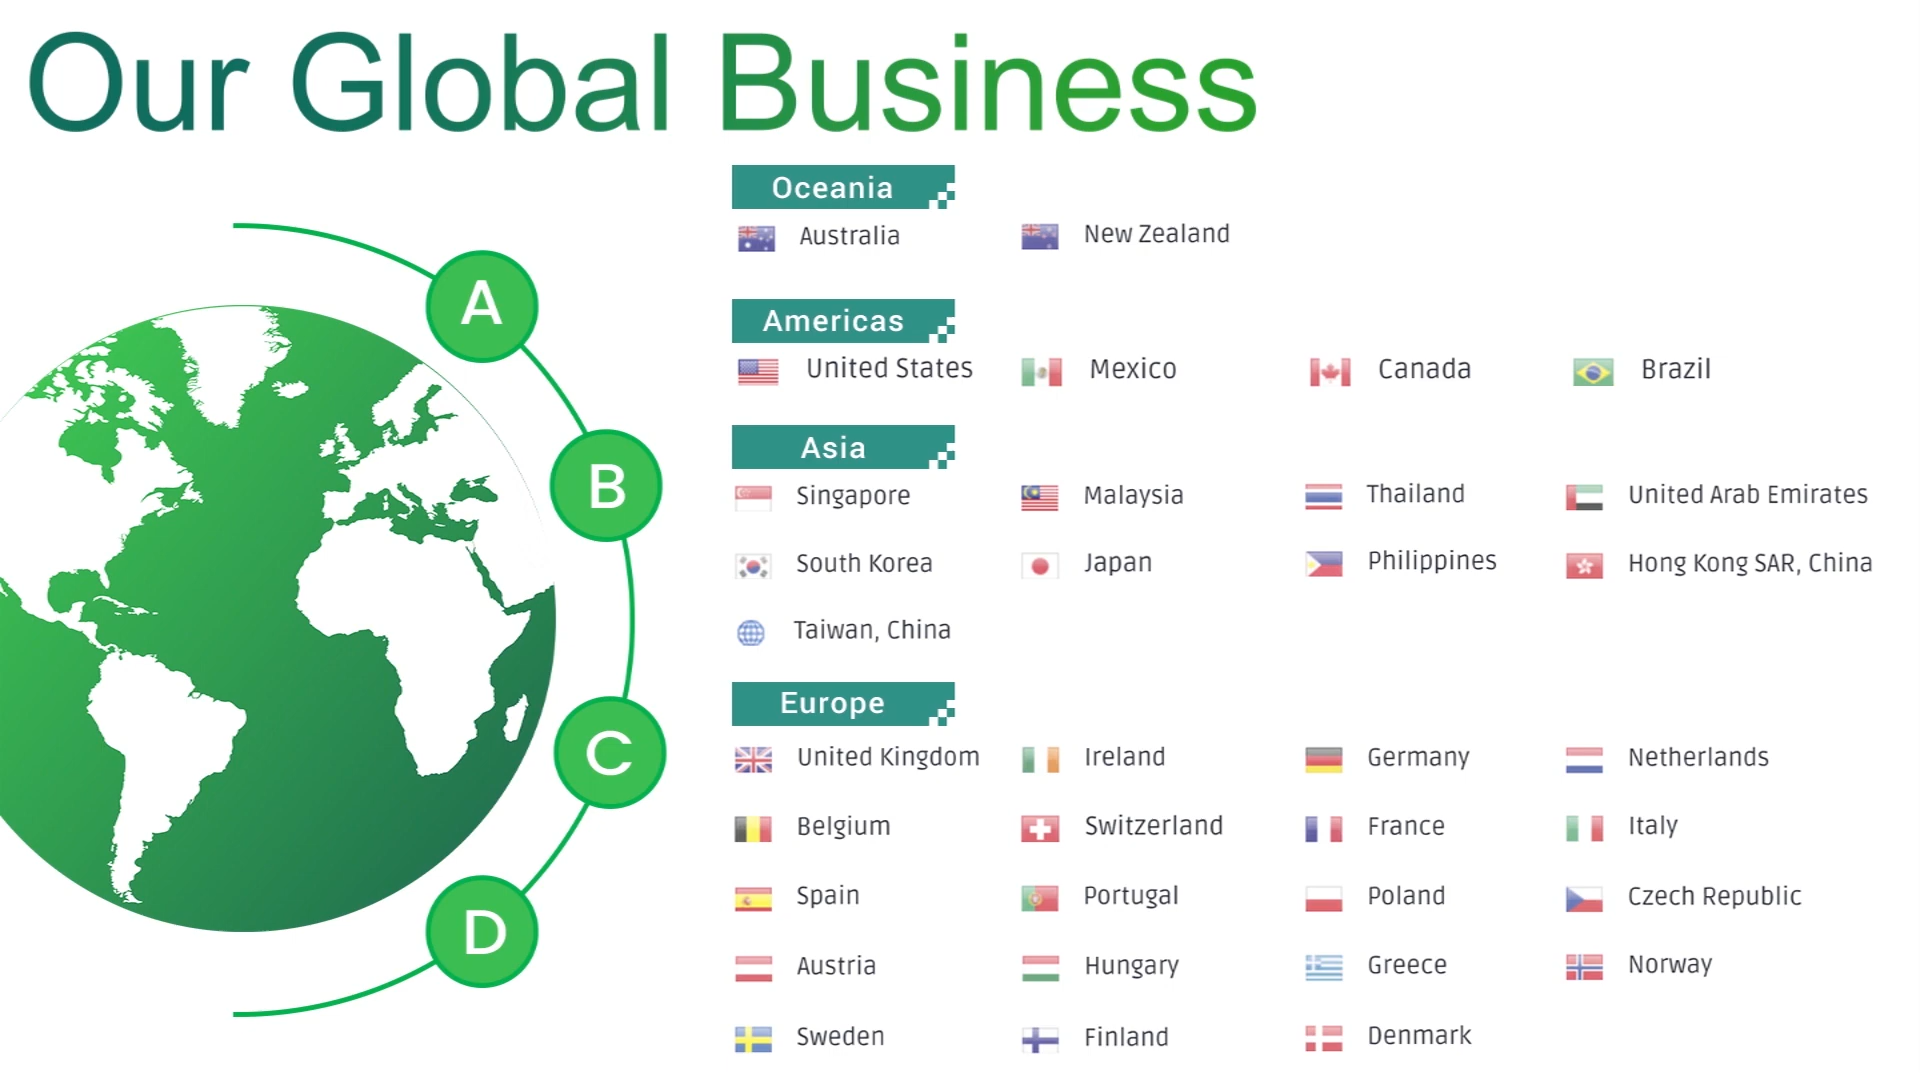 Our Global Business
Oceania
Australia New Zealand
Americas
United States Mexico Canada Brazil
Asia
Singapore Malaysia Thailand United Arab Emirates
South Korea Japan Philippines Hong Kong SAR, China
Taiwan, China
Europe
United Kingdom Ireland Germany Netherlands
Belgium Switzerland France Italy
Spain Portugal Poland Czech Republic
Austria Hungary Greece Norway
Sweden Finland Denmark
A
B
C
D